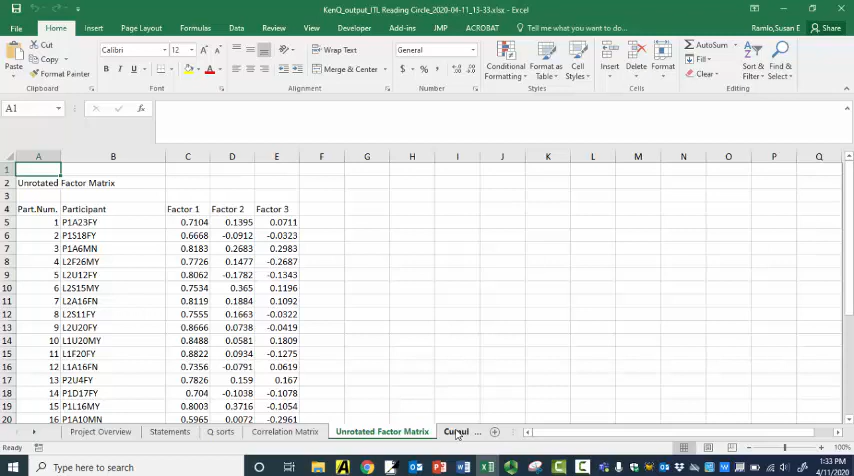 KenQ_output_ITL Reading Circle_2020-04-11_13-33.xlsx - Excel
Ramlo,Susan E
File Home Insert Page Layout Formulas Data Review View Developer Add-ins JMP ACROBAT Tell me what you want to do... Share
Cut
Copy
Format Painter
Paste
Clipboard
Calibri 12
B I U
Font
Wrap Text
Merge & Center
Alignment
General
$ % ,
Number
Conditional Formatting
Format as Table
Cell Styles
Styles
Insert
Delete
Format
Cells
AutoSum
Fill
Clear
Sort & Filter
Find & Select
Editing
A1
fx
A B C D E F G H I J K L M N O P Q
1
2 Unrotated Factor Matrix
3
4 Part.Num. Participant Factor 1 Factor 2 Factor 3
5 1 P1A23FY 0.7104 0.1395 0.0711
6 2 P1S18FY 0.6668 -0.0912 -0.0323
7 3 P1A6MN 0.8183 0.2683 0.2983
8 4 L2F26MY 0.7726 0.1477 -0.2687
9 5 L2U12FY 0.8062 -0.1782 -0.1343
10 6 L2S15MY 0.7534 0.365 0.1196
11 7 L2A16FN 0.8119 0.1884 0.1092
12 8 L2S11FY 0.7555 0.1663 -0.0322
13 9 L2U20FY 0.8666 0.0738 -0.0419
14 10 L1U20MY 0.8488 0.0581 0.1809
15 11 L1F20FY 0.8822 0.0934 -0.1275
16 12 L1A16FN 0.7356 -0.0791 0.0619
17 13 P2U4FY 0.7826 0.159 0.167
18 14 P1D17FY 0.704 -0.1038 -0.1078
19 15 P1L16MY 0.8003 0.3716 -0.1054
20 16 P1A10MN 0.5965 0.0072 -0.2961
Project Overview Statements Q sorts Correlation Matrix Unrotated Factor Matrix Cumul ...
Ready
100%
Type here to search
1:33 PM
4/11/2020